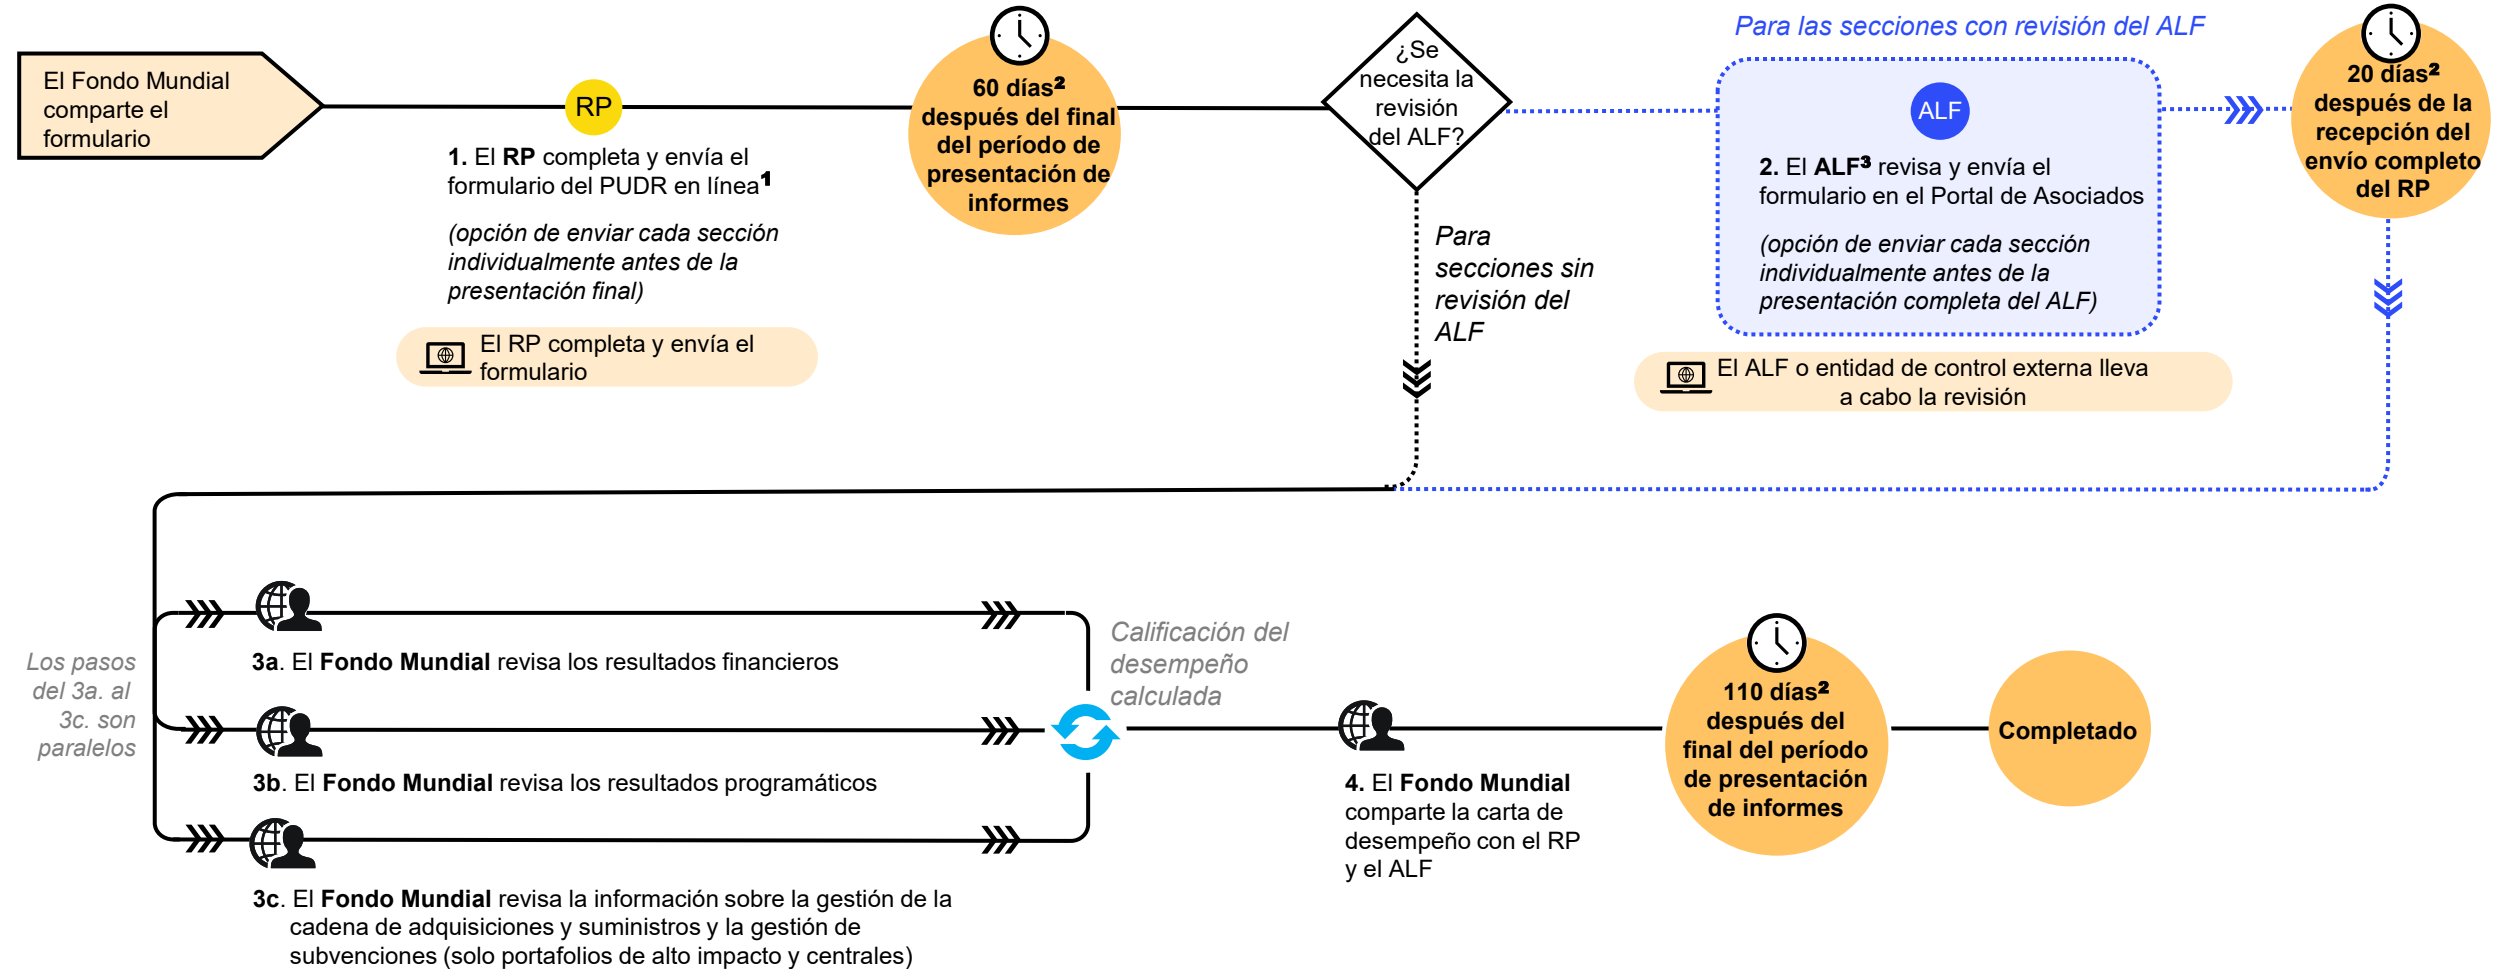 El Fondo Mundial
comparte el
formulario
RP
1. El RP completa y envía el
formulario del PUDR en línea¹
(opción de enviar cada sección
individualmente antes de la
presentación final)
El RP completa y envía el
formulario
60 días²
después del final
del período de
presentación de
informes
¿Se
necesita la
revisión
del ALF?
Para
secciones sin
revisión del
ALF
Para las secciones con revisión del ALF
ALF
2. El ALF³ revisa y envía el
formulario en el Portal de Asociados
(opción de enviar cada sección
individualmente antes de la
presentación completa del ALF)
El ALF o entidad de control externa lleva
a cabo la revisión
20 días²
después de la
recepción del
envío completo
del RP
Los pasos
del 3a. al
3c. son
paralelos
3a. El Fondo Mundial revisa los resultados financieros
3b. El Fondo Mundial revisa los resultados programáticos
3c. El Fondo Mundial revisa la información sobre la gestión de la
cadena de adquisiciones y suministros y la gestión de
subvenciones (solo portafolios de alto impacto y centrales)
Calificación del
desempeño
calculada
4. El Fondo Mundial
comparte la carta de
desempeño con el RP
y el ALF
110 días²
después del
final del período
de presentación
de informes
Completado